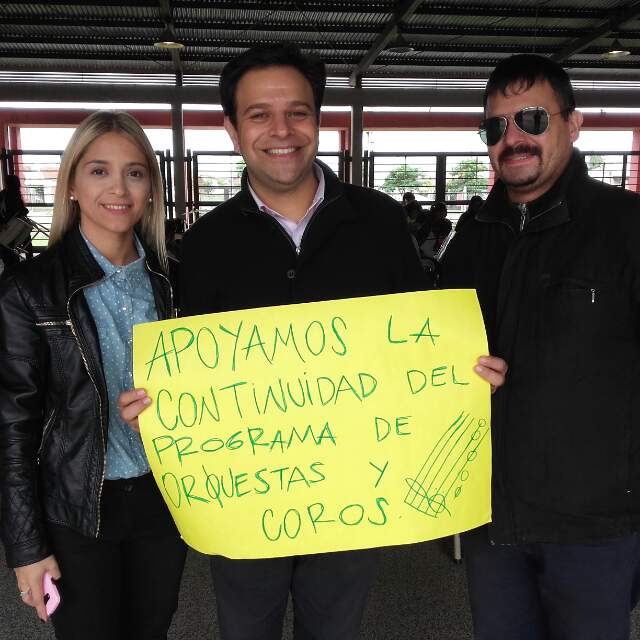 APOYAMOS LA
CONTINUIDAD DEL
PROGRAMA DE
ORQUESTAS Y
COROS.